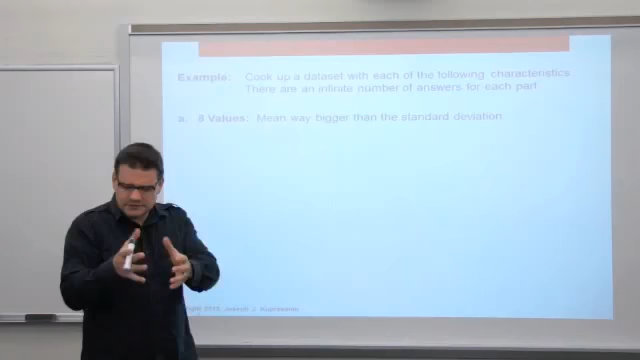 Example: Cook up a dataset with each of the following characteristics.
There are an infinite number of answers for each part
a. 8 Values: Mean way bigger than the standard deviation.